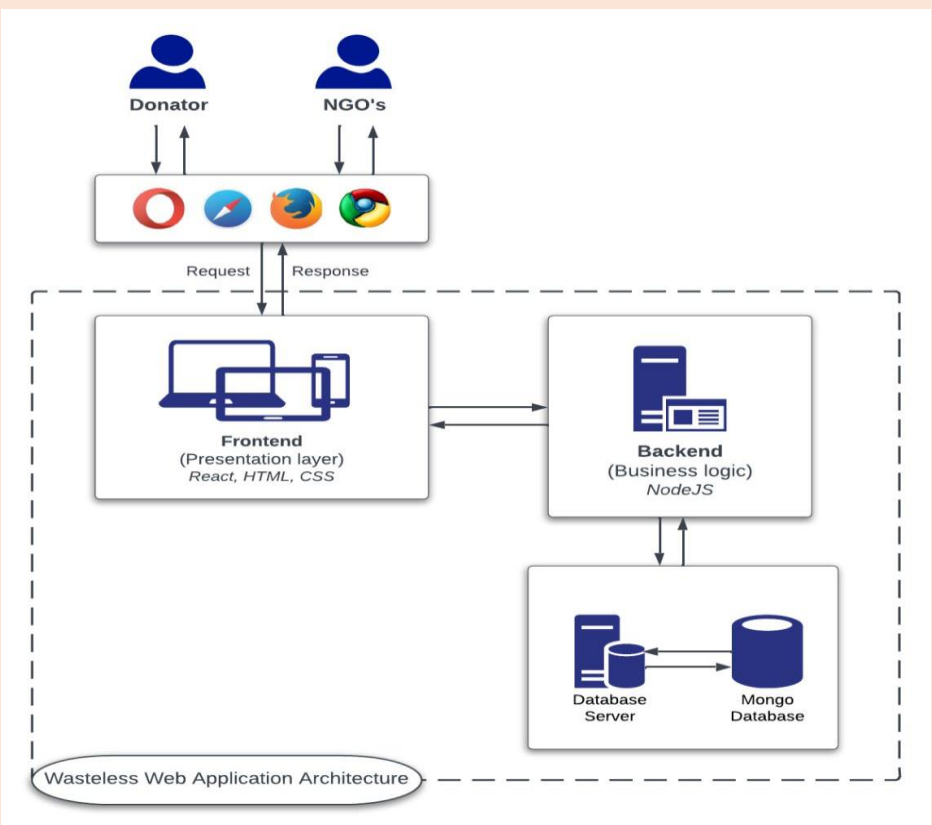 Donator
NGO's
Request
Response
Frontend
(Presentation layer)
React, HTML, CSS
Backend
(Business logic)
NodeJS
Database
Server
Mongo
Database
Wasteless Web Application Architecture